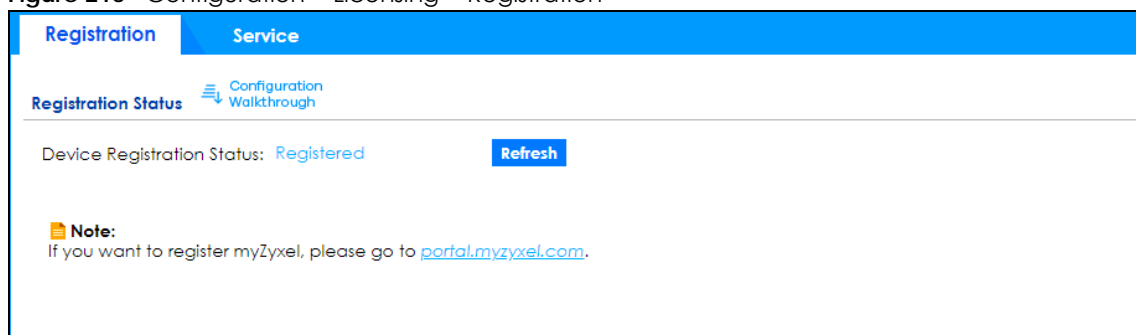 Registration Service
Configuration
Walkthrough
Registration Status
Device Registration Status: Registered Refresh
Note:
If you want to register myZyxel, please go to portal.myzyxel.com.